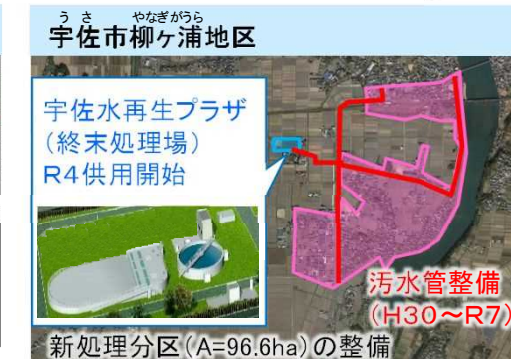 うさ やなぎがうら
宇佐市柳ヶ浦地区
宇佐水再生プラザ
（終末処理場）
R4供用開始
汚水管整備
（H30～R7）
新処理分区（A=96.6ha）の整備